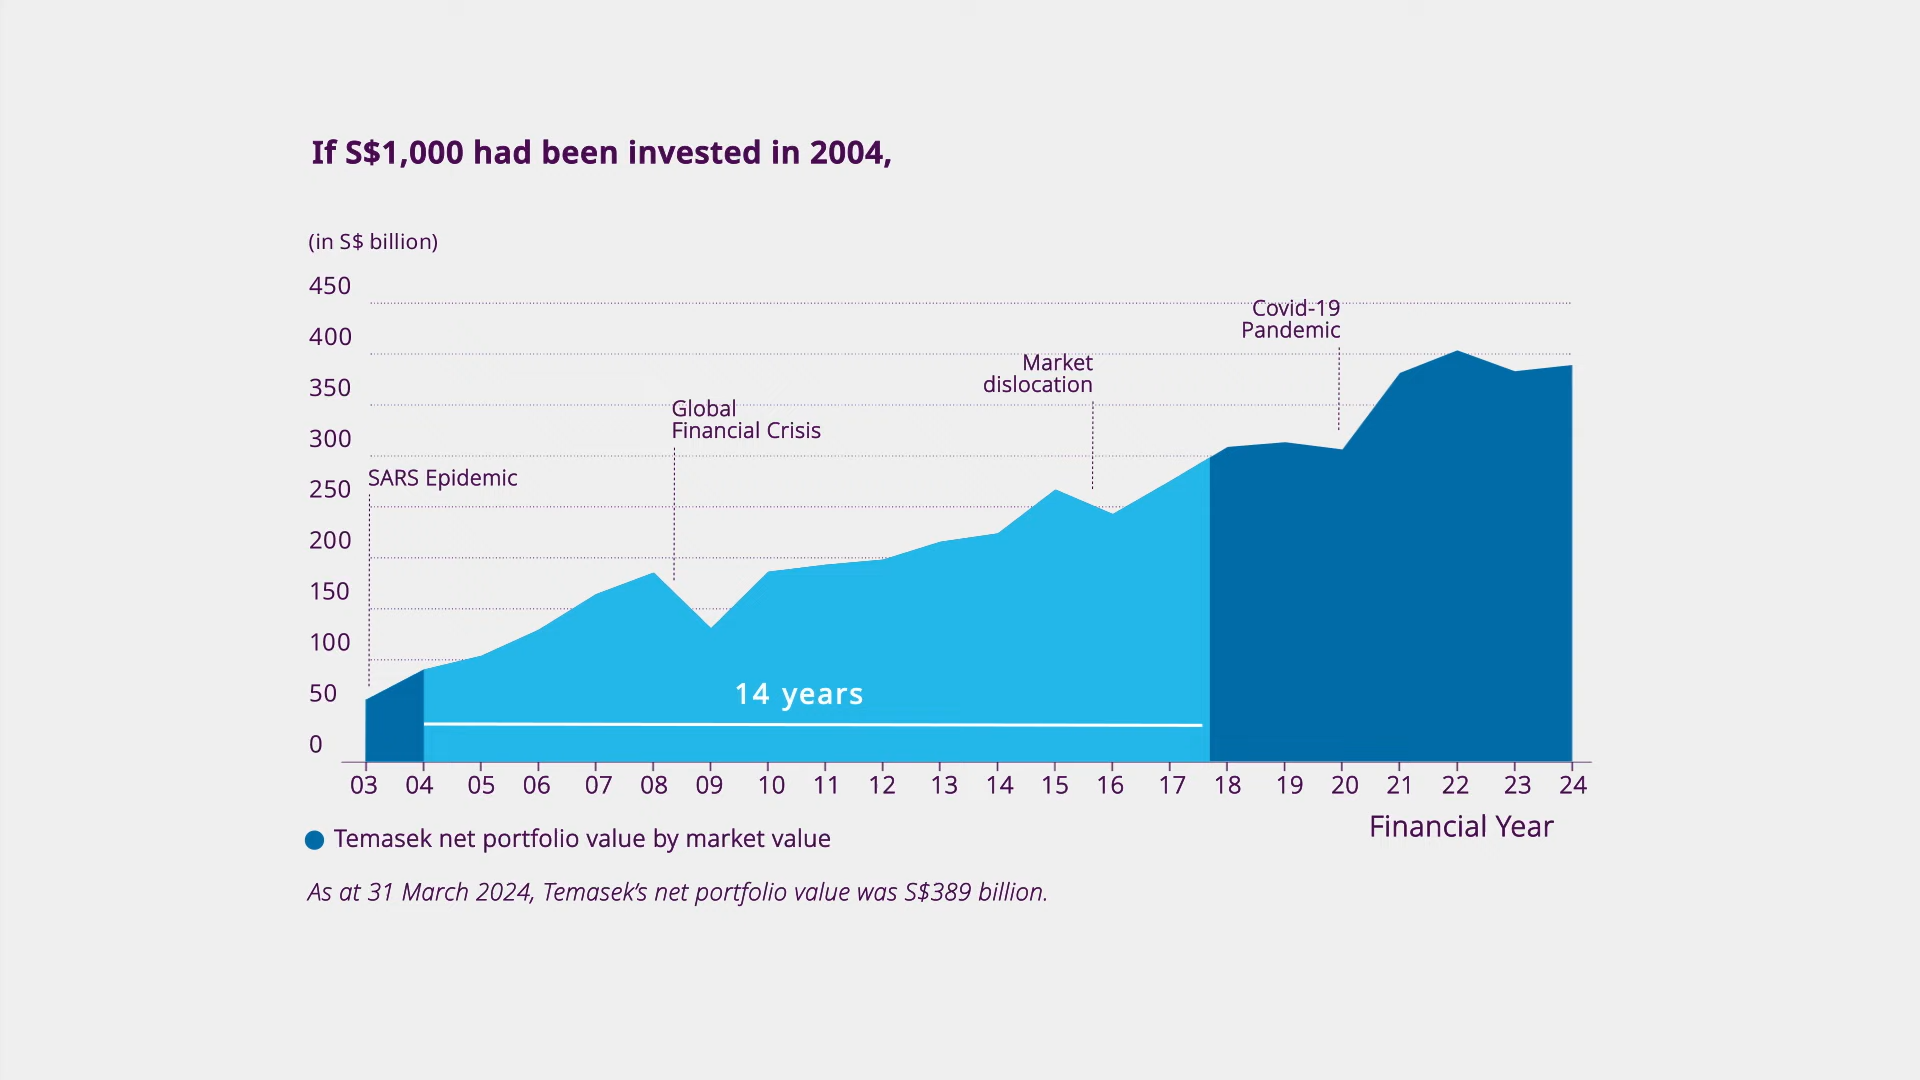 If S$1,000 had been invested in 2004,
(in S$ billion)
450
400
350
300
250
200
150
100
50
0
SARS Epidemic
Global
Financial Crisis
Market
dislocation
Covid-19
Pandemic
14 years
03 04 05 06 07 08 09 10 11 12 13 14 15 16 17 18 19 20 21 22 23 24
Financial Year
Temasek net portfolio value by market value
As at 31 March 2024, Temasek's net portfolio value was S$389 billion.